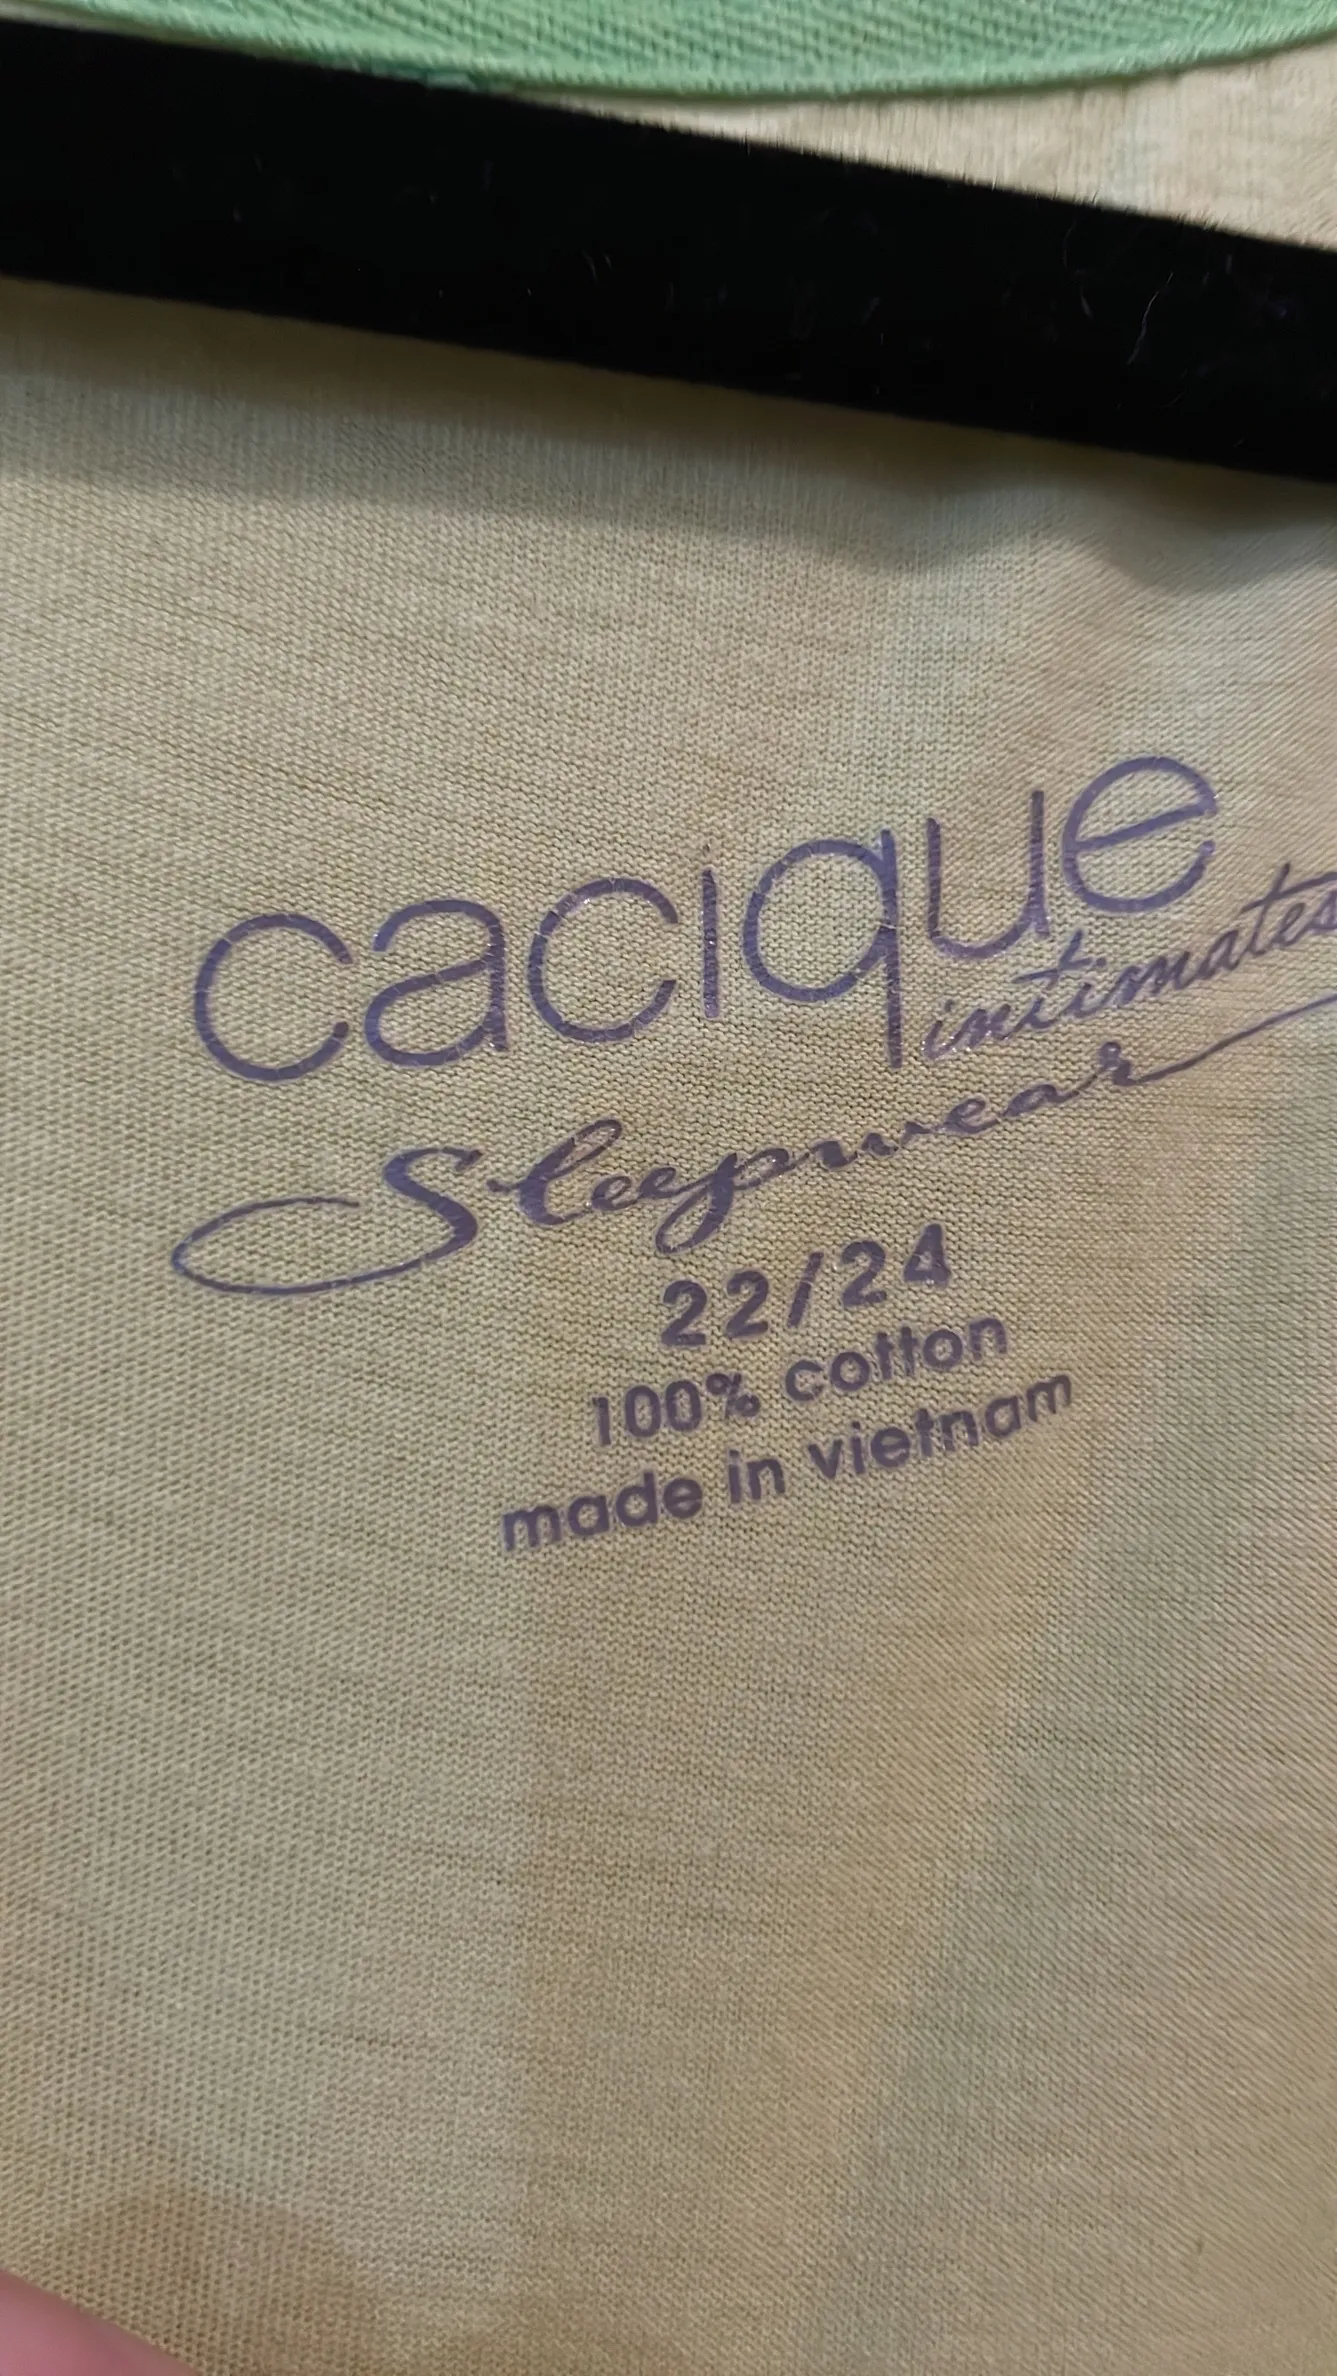 cacique
intimates
Sleepwear
22/24
100% cotton
made in vietnam